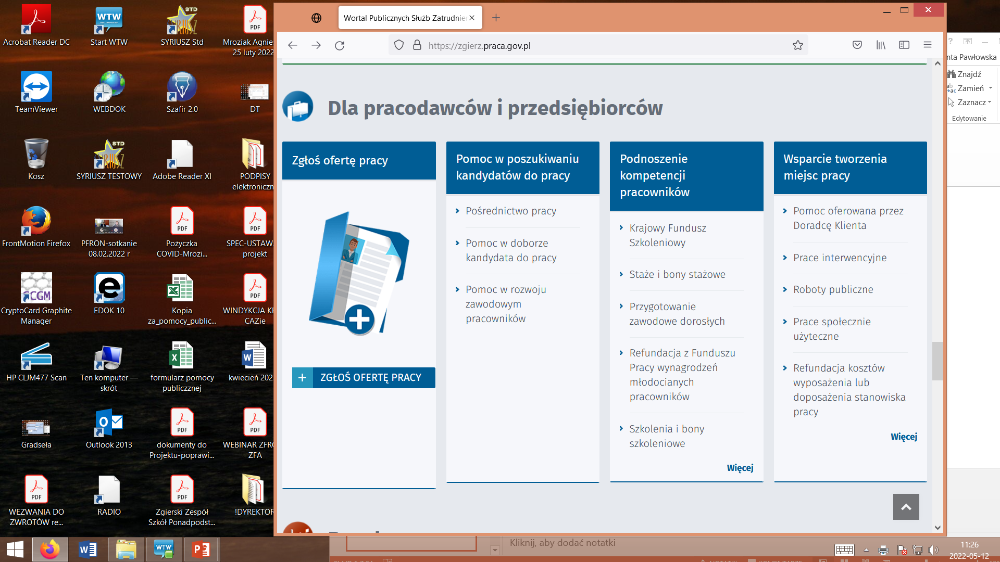 Acrobat Reader DC
Start WTW
SYRIUSZ Std
Mroziak Agnie
25 luty 2022
TeamViewer
WEBDOK
Szafir 2.0
DT
Kosz
SYRIUSZ TESTOWY
Adobe Reader XI
PODPISY
elektroniczn
FrontMotion Firefox
PFRON-sotkanie
08.02.2022 r
Pożyczka
COVID-Mrozi...
SPEC-USTAW
projekt
CryptoCard Graphite
Manager
EDOK 10
Kopia
za_pomocy_public...
WINDYKCJA
CAZie
HP CLJM477 Scan
Ten komputer —
skrót
formularz pomocy
publicznej
kwiecień 202
Gradseła
Outlook 2013
dokumenty do
Projektu-poprawi...
WEBINAR ZFR
ZFA
WEZWANIA DO
ZWROTÓW re...
RADIO
Zgierski Zespół
Szkół Ponadpodst...
!DYREKTOR
Wortal Publicznych Służb Zatrudnie
https://zgierz.praca.gov.pl
Dla pracodawców i przedsiębiorców
Zgłoś ofertę pracy
ZGŁOŚ OFERTĘ PRACY
Pomoc w poszukiwaniu
kandydatów do pracy
Pośrednictwo pracy
Pomoc w doborze
kandydata do pracy
Pomoc w rozwoju
zawodowym
pracowników
Podnoszenie
kompetencji
pracowników
Krajowy Fundusz
Szkoleniowy
Staże i bony stażowe
Przygotowanie
zawodowe dorosłych
Refundacja z Funduszu
Pracy wynagrodzeń
młodocianych
pracowników
Szkolenia i bony
szkoleniowe
Więcej
Wsparcie tworzenia
miejsc pracy
Pomoc oferowana przez
Doradcę Klienta
Prace interwencyjne
Roboty publiczne
Prace społecznie
użyteczne
Refundacja kosztów
wyposażenia lub
doposażenia stanowiska
pracy
Więcej
nta Pawłowska
Znajdź
Zamień
Zaznacz
Edytowanie
Kliknij, aby dodać notatki
11:26
2022-05-12